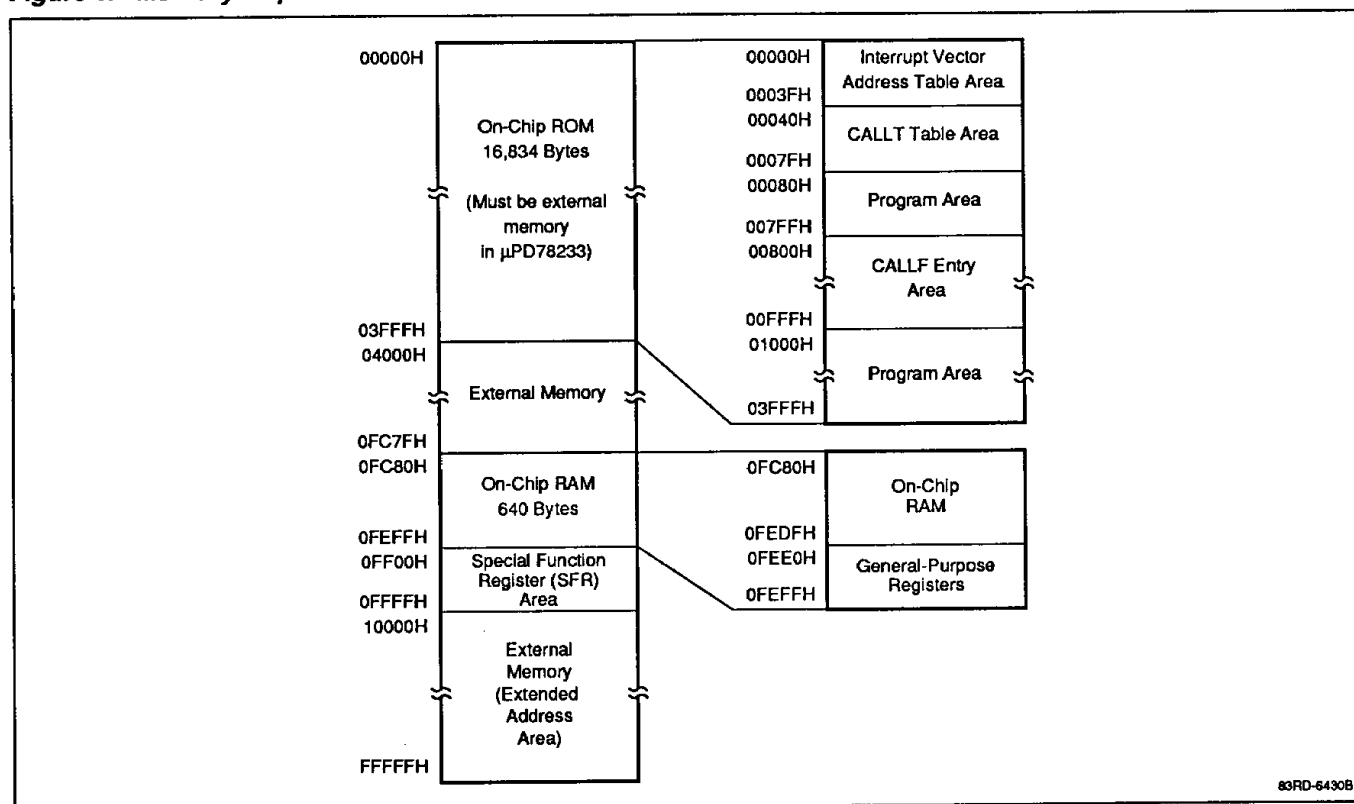 00000H
On-Chip ROM
16,834 Bytes
(Must be external
memory
in µPD78233)
03FFFH
04000H
External Memory
0FC7FH
0FC80H
On-Chip RAM
640 Bytes
0FEFFH
0FF00H
Special Function
Register (SFR)
Area
0FFFFH
10000H
External
Memory
(Extended
Address
Area)
FFFFFH
00000H
Interrupt Vector
Address Table Area
0003FH
00040H
CALLT Table Area
0007FH
00080H
Program Area
007FFH
00800H
CALLF Entry
Area
00FFFH
01000H
Program Area
03FFFH
0FC80H
On-Chip
RAM
0FEDFH
0FEE0H
General-Purpose
Registers
0FEFFH
83RD-6430B